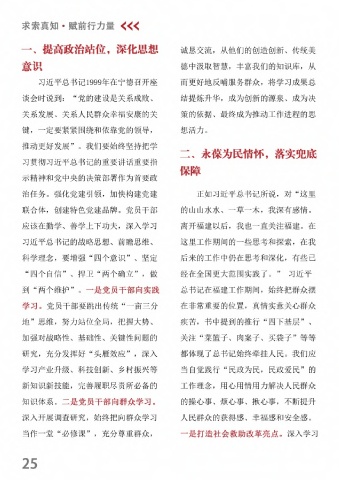 求索真知·赋前行力量
一、提高政治站位，深化思想
意识
习近平总书记1999年在宁德召开座
谈会时说到：“党的建设是关系成败、
关系发展、关系人民群众幸福安康的关
键，一定要紧紧围绕和依靠党的领导，
推动更好发展”。我们要始终坚持把学
习贯彻习近平总书记的重要讲话重要指
示精神和党中央的决策部署作为首要政
治任务。强化党建引领，加快构建党建
联合体，创建特色党建品牌。党员干部
应该在勤学、善学上下功夫，深入学习
习近平总书记的战略思想、前瞻思维、
科学理念，要增强“四个意识”、坚定
“四个自信”、捍卫“两个确立”，做
到“两个维护”。一是党员干部向实践
学习。党员干部要跳出传统“一亩三分
地”思维，努力站位全局，把握大势、
加强对战略性、基础性、关键性问题的
研究，充分发挥好“头雁效应”，深入
学习产业升级、科技创新、乡村振兴等
新知识新技能，完善履职尽责所必备的
知识体系。二是党员干部向群众学习。
深入开展调查研究，始终把向群众学习
当作一堂“必修课”，充分尊重群众，
诚恳交流，从他们的创造创新、传统美
德中汲取智慧，丰富我们的知识库，从
而更好地反哺服务群众，将学习成果总
结提炼升华，成为创新的源泉、成为决
策的依据、最终成为推动工作进程的思
想活力。
二、永葆为民情怀，落实兜底
保障
正如习近平总书记所说，对“这里
的山山水水、一草一木，我深有感情。
离开福建以后，我也一直关注福建。在
这里工作期间的一些思考和探索，在我
后来的工作中仍在思考和深化，有些已
经在全国更大范围实践了。” 习近平
总书记在福建工作期间，始终把群众摆
在非常重要的位置，真情实意关心群众
疾苦，书中提到的推行“四下基层”、
关注“菜篮子、肉案子、买袋子”等等
都体现了总书记始终牵挂人民。我们应
当自觉践行“民政为民，民政爱民”的
工作理念，用心用情用力解决人民群众
的操心事、烦心事、揪心事，不断提升
人民群众的获得感、幸福感和安全感。
一是打造社会救助改革亮点。深入学习
25